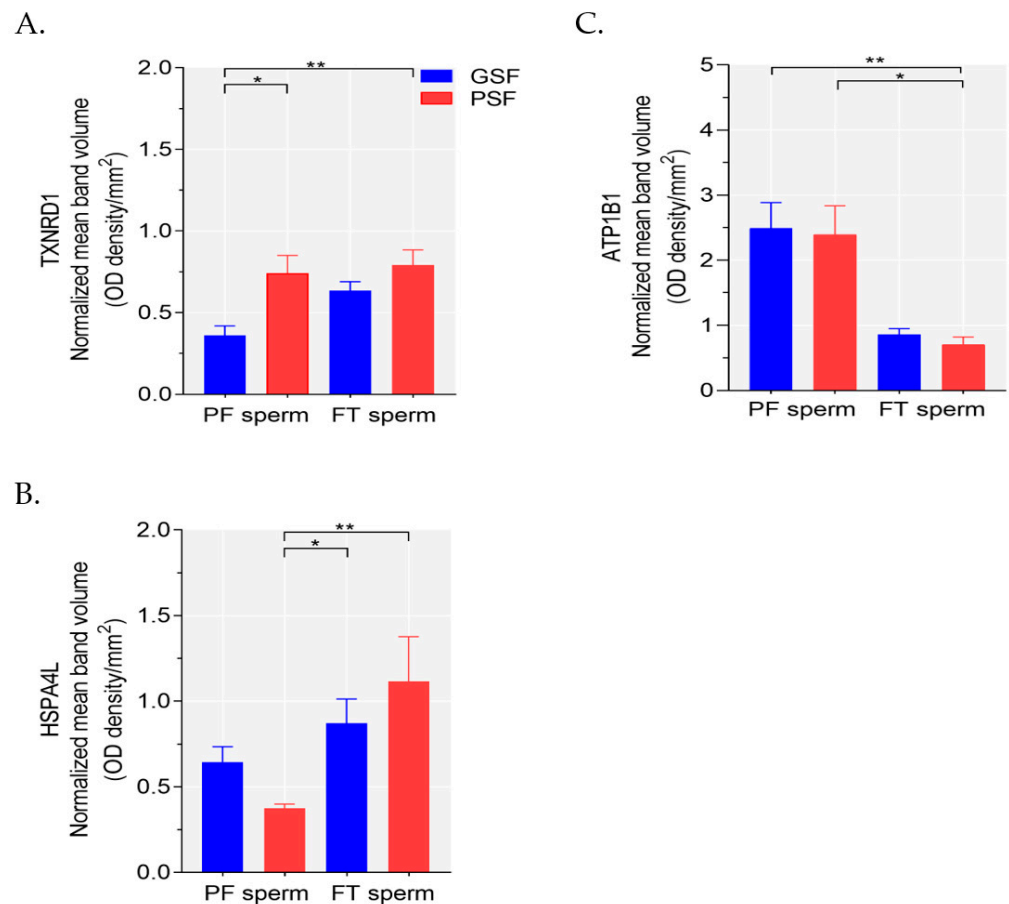 A.
TXNRD1
Normalized mean band volume
(OD density/mm²)
2.0
1.5
1.0
0.5
0.0
**
*
GSF
PSF
PF sperm
FT sperm
C.
ATP1B1
Normalized mean band volume
(OD density/mm²)
5
4
3
2
1
0
**
*
PF sperm
FT sperm
B.
HSPA4L
Normalized mean band volume
(OD density/mm²)
2.0
1.5
1.0
0.5
0.0
**
*
PF sperm
FT sperm